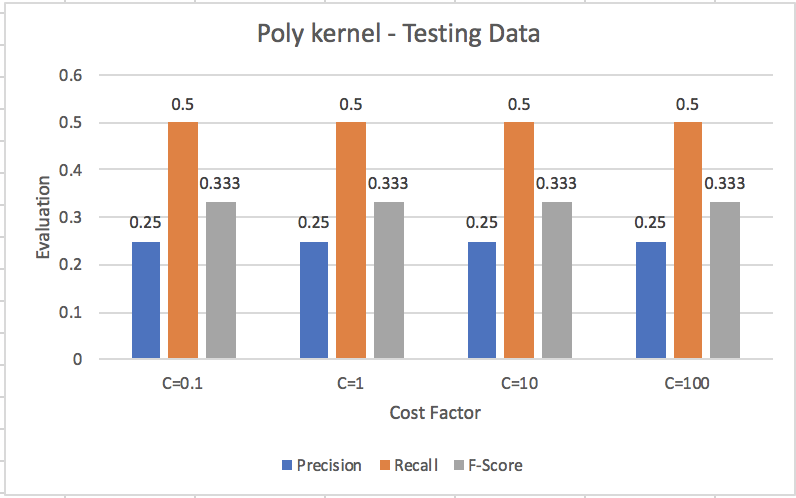 Poly kernel - Testing Data
0.6
0.5
0.4
0.3
0.2
0.1
0
Evaluation
0.25
0.5
0.333
0.25
0.5
0.333
0.25
0.5
0.333
0.25
0.5
0.333
C=0.1
C=1
C=10
C=100
Cost Factor
Precision
Recall
F-Score